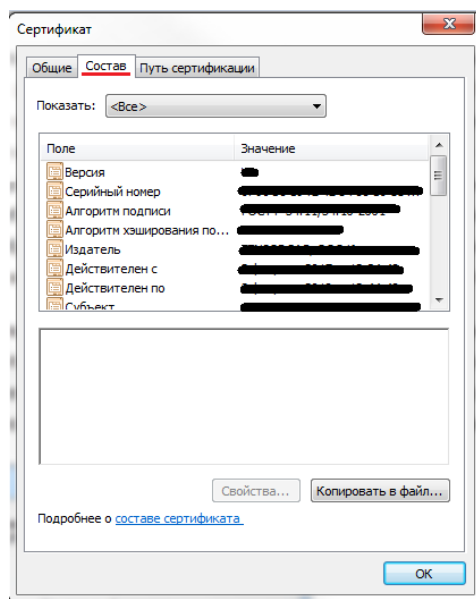 Сертификат
Общие Состав Путь сертификации
Показать: <Все>
Поле Значение
Версия
Серийный номер
Алгоритм подписи
Алгоритм хэширования по...
Издатель
Действителен с
Действителен по
Субъект
Свойства... Копировать в файл...
Подробнее о составе сертификата
ОК